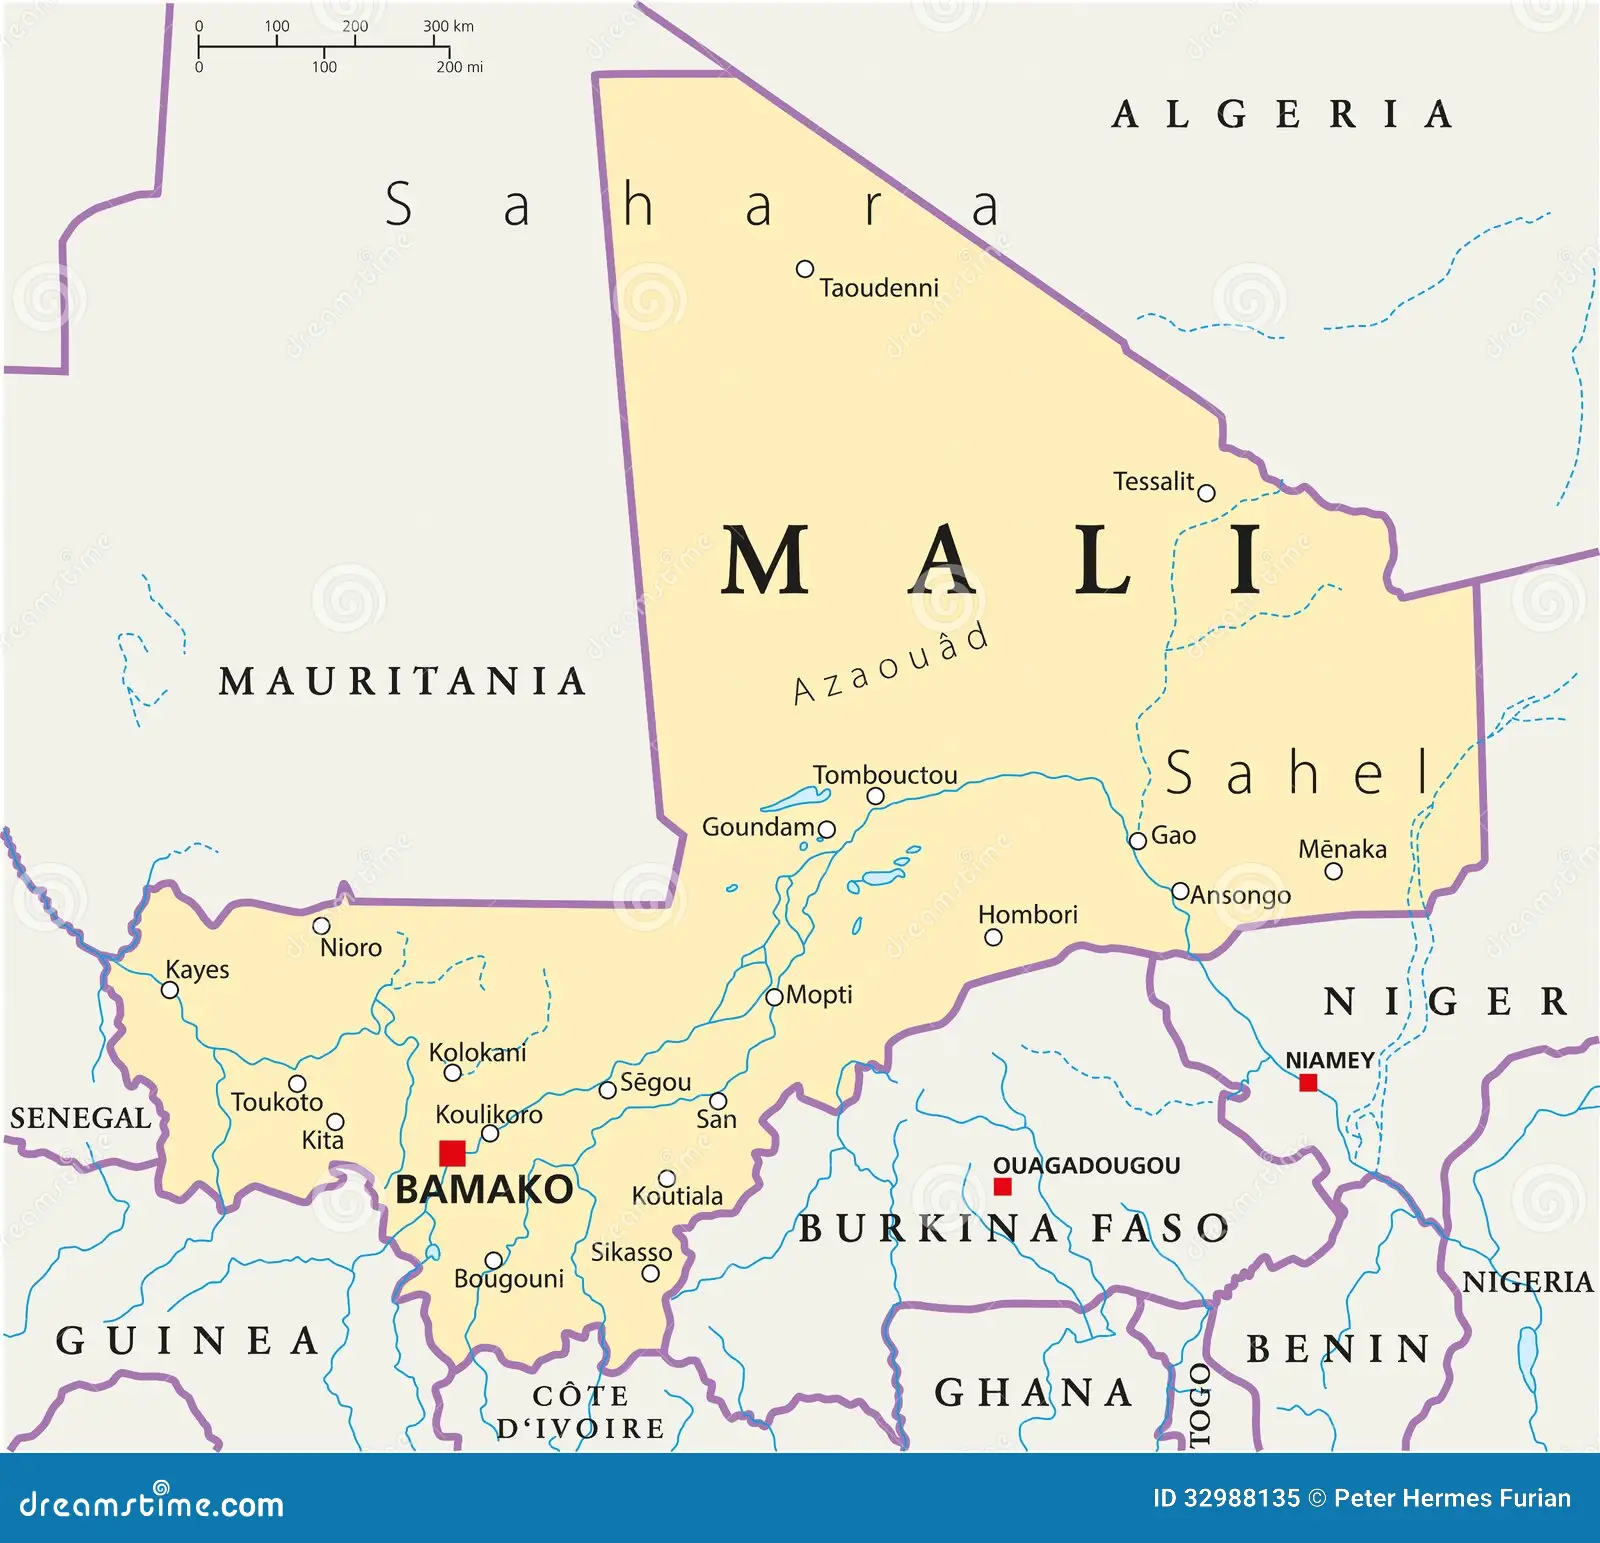 0 100 200 300 km
0 100 200 mi
ALGERIA
Sahara
Taoudenni
Tessalit
MALI
Azaouâd
MAURITANIA
Sahel
Tombouctou
Goundam
Gao
Mēnaka
Ansongo
Hombori
Nioro
Kayes
Mopti
NIGER
Kolokani
NIAMEY
Sēgou
Toukoto
Koulikoro
San
SENEGAL
Kita
OUAGADOUGOU
BAMAKO
Koutiala
BURKINA FASO
Sikasso
Bougouni
NIGERIA
GUINEA
BENIN
CÔTE
D'IVOIRE
GHANA
TOGO
dreamstime.com
ID 32988135 © Peter Hermes Furian